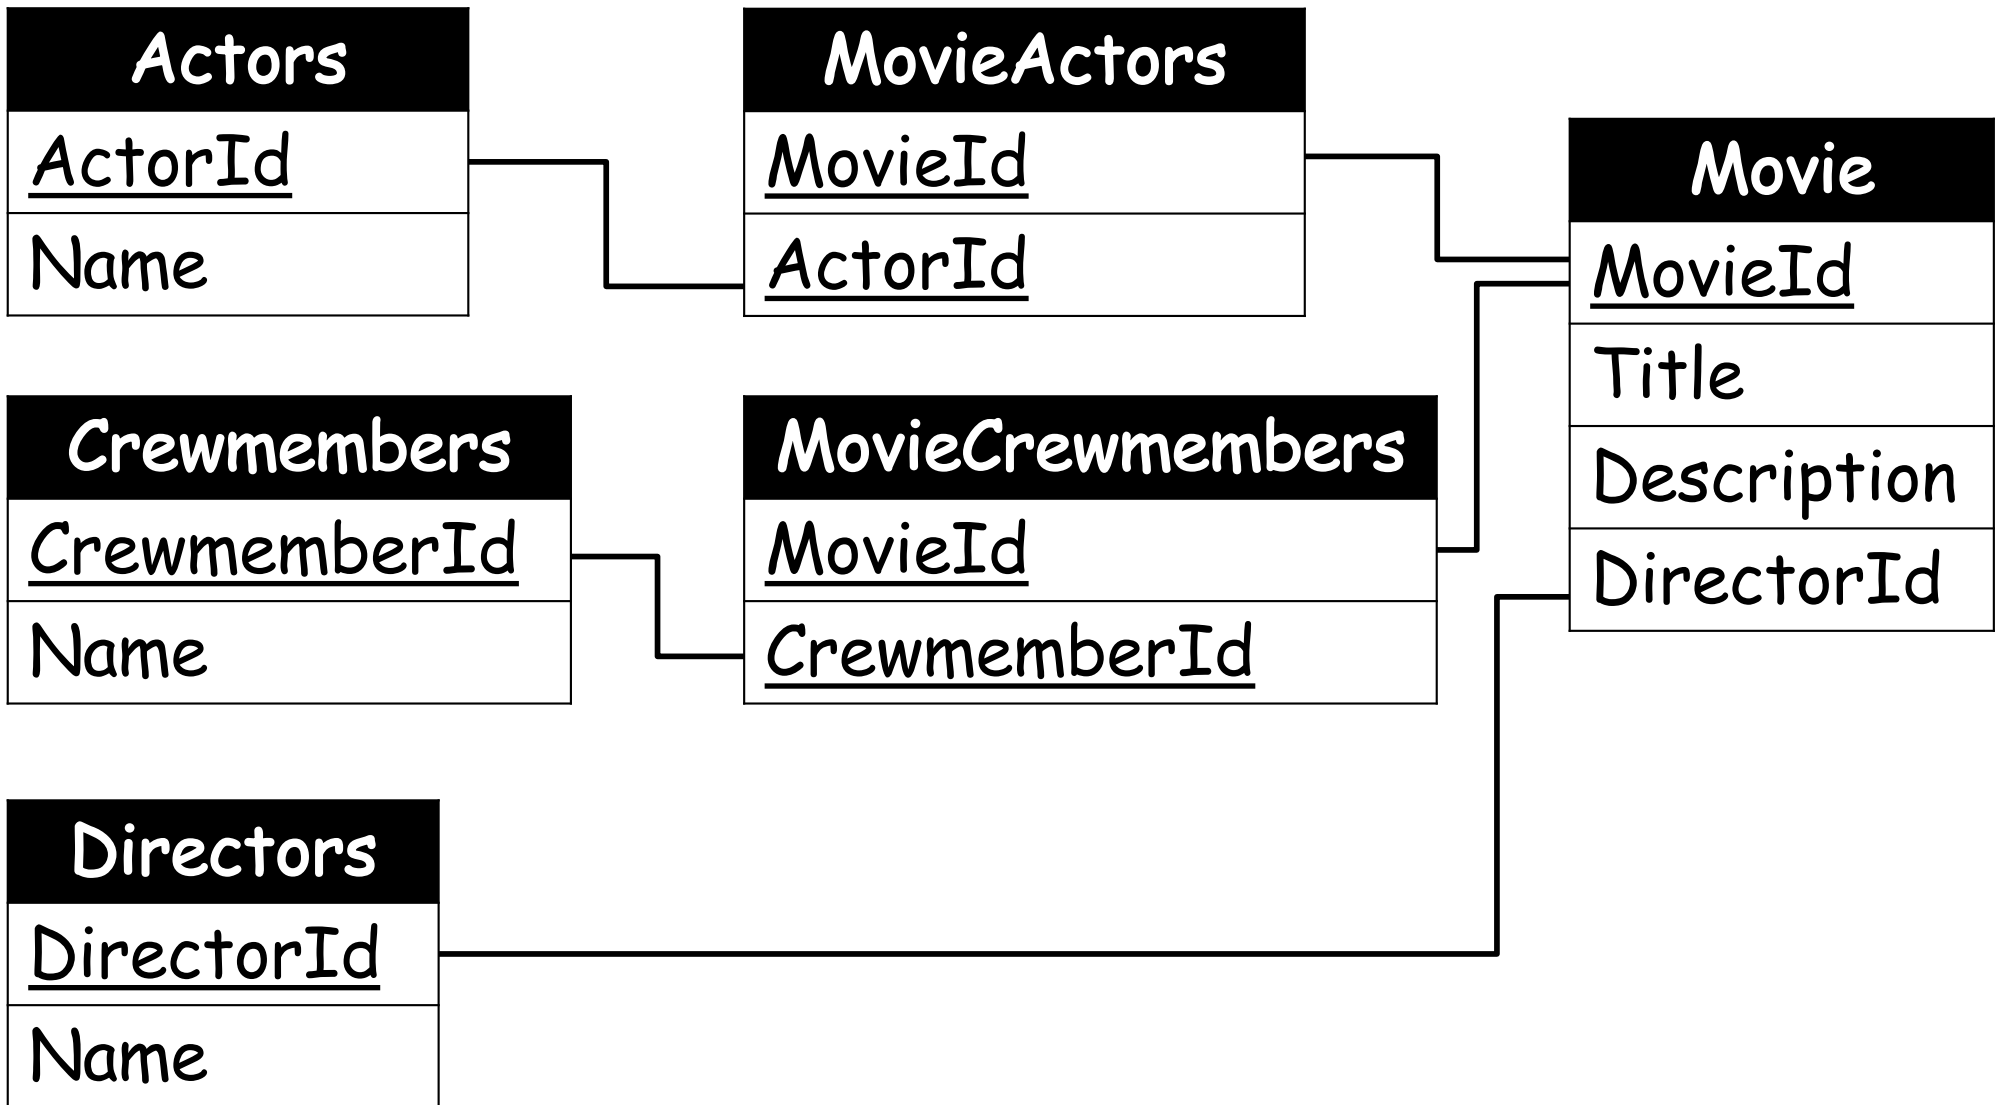 Actors
ActorId
Name
MovieActors
MovieId
ActorId
Movie
MovieId
Title
Description
DirectorId
Crewmembers
CrewmemberId
Name
MovieCrewmembers
MovieId
CrewmemberId
Directors
DirectorId
Name